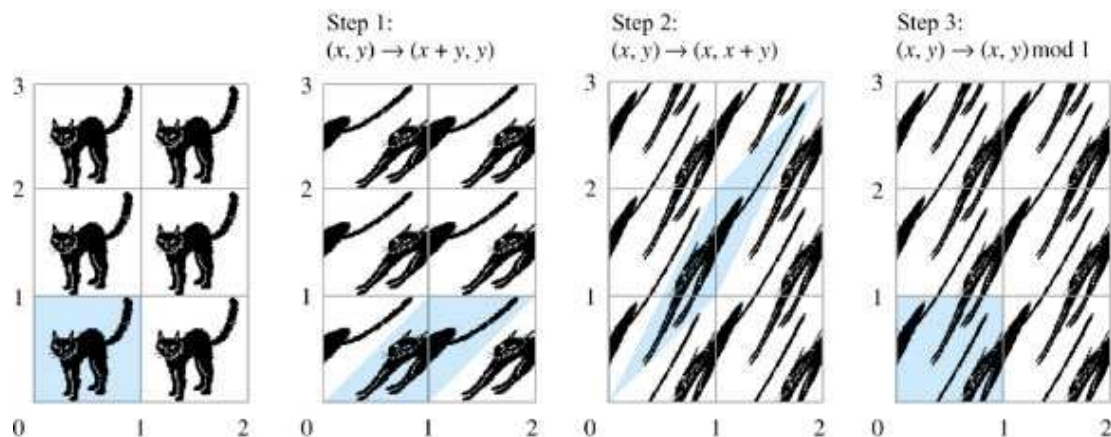 Step 1:
(x, y) → (x + y, y)
Step 2:
(x, y) → (x, x + y)
Step 3:
(x, y) → (x, y) mod 1
3
2
1
0 1 2
3
2
1
0 1 2
3
2
1
0 1 2
3
2
1
0 1 2